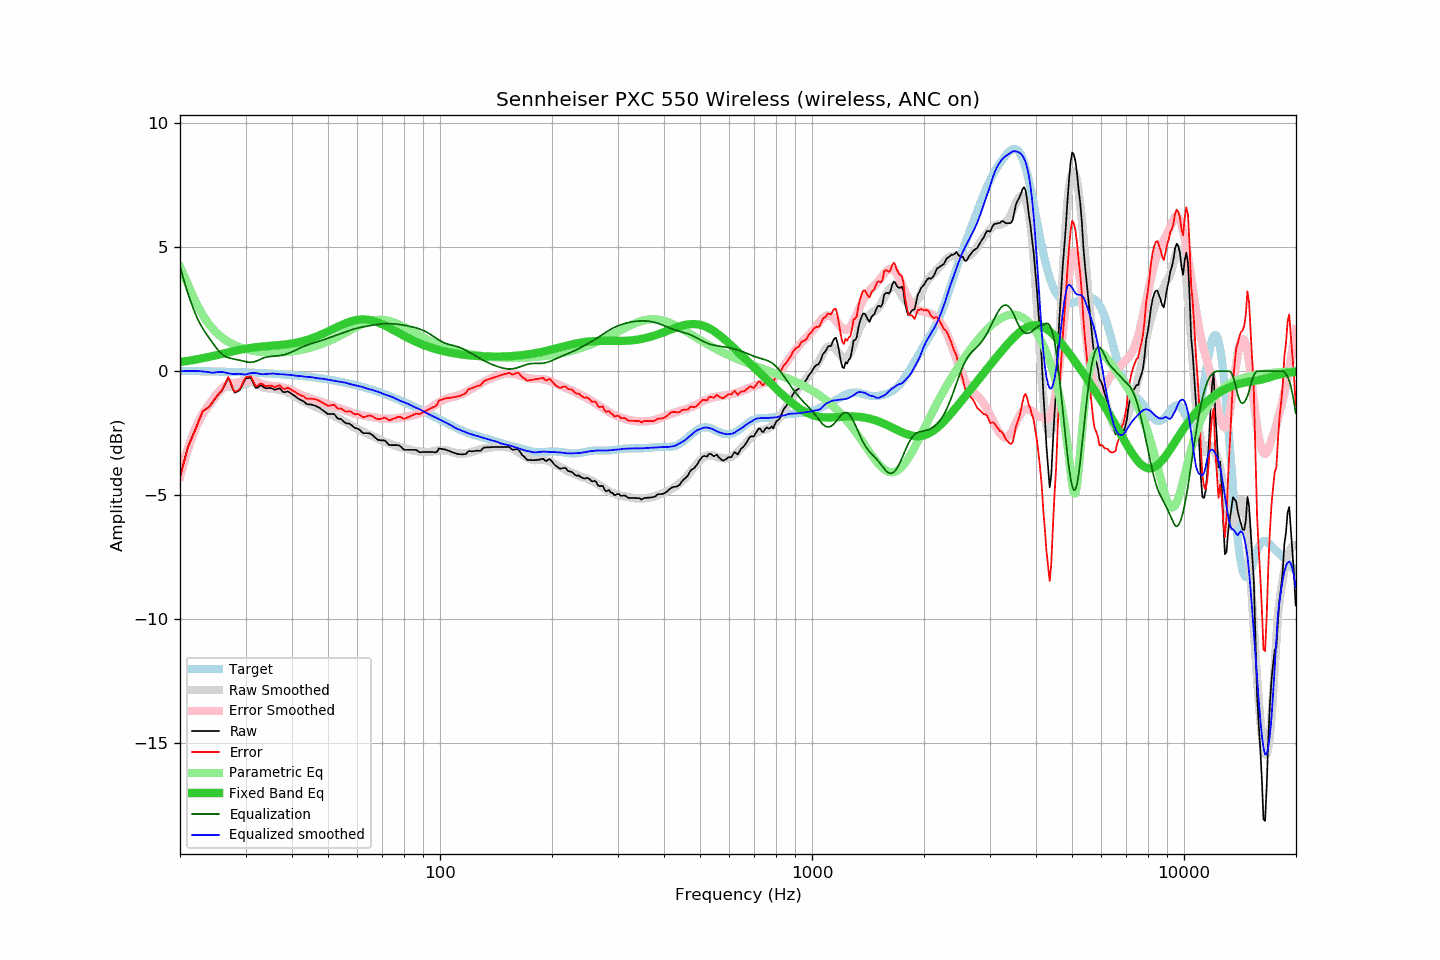 Sennheiser PXC 550 Wireless (wireless, ANC on)
10
5
0
−5
−10
−15
Amplitude (dBr)
Target
Raw Smoothed
Error Smoothed
Raw
Error
Parametric Eq
Fixed Band Eq
Equalization
Equalized smoothed
100
1000
10000
Frequency (Hz)